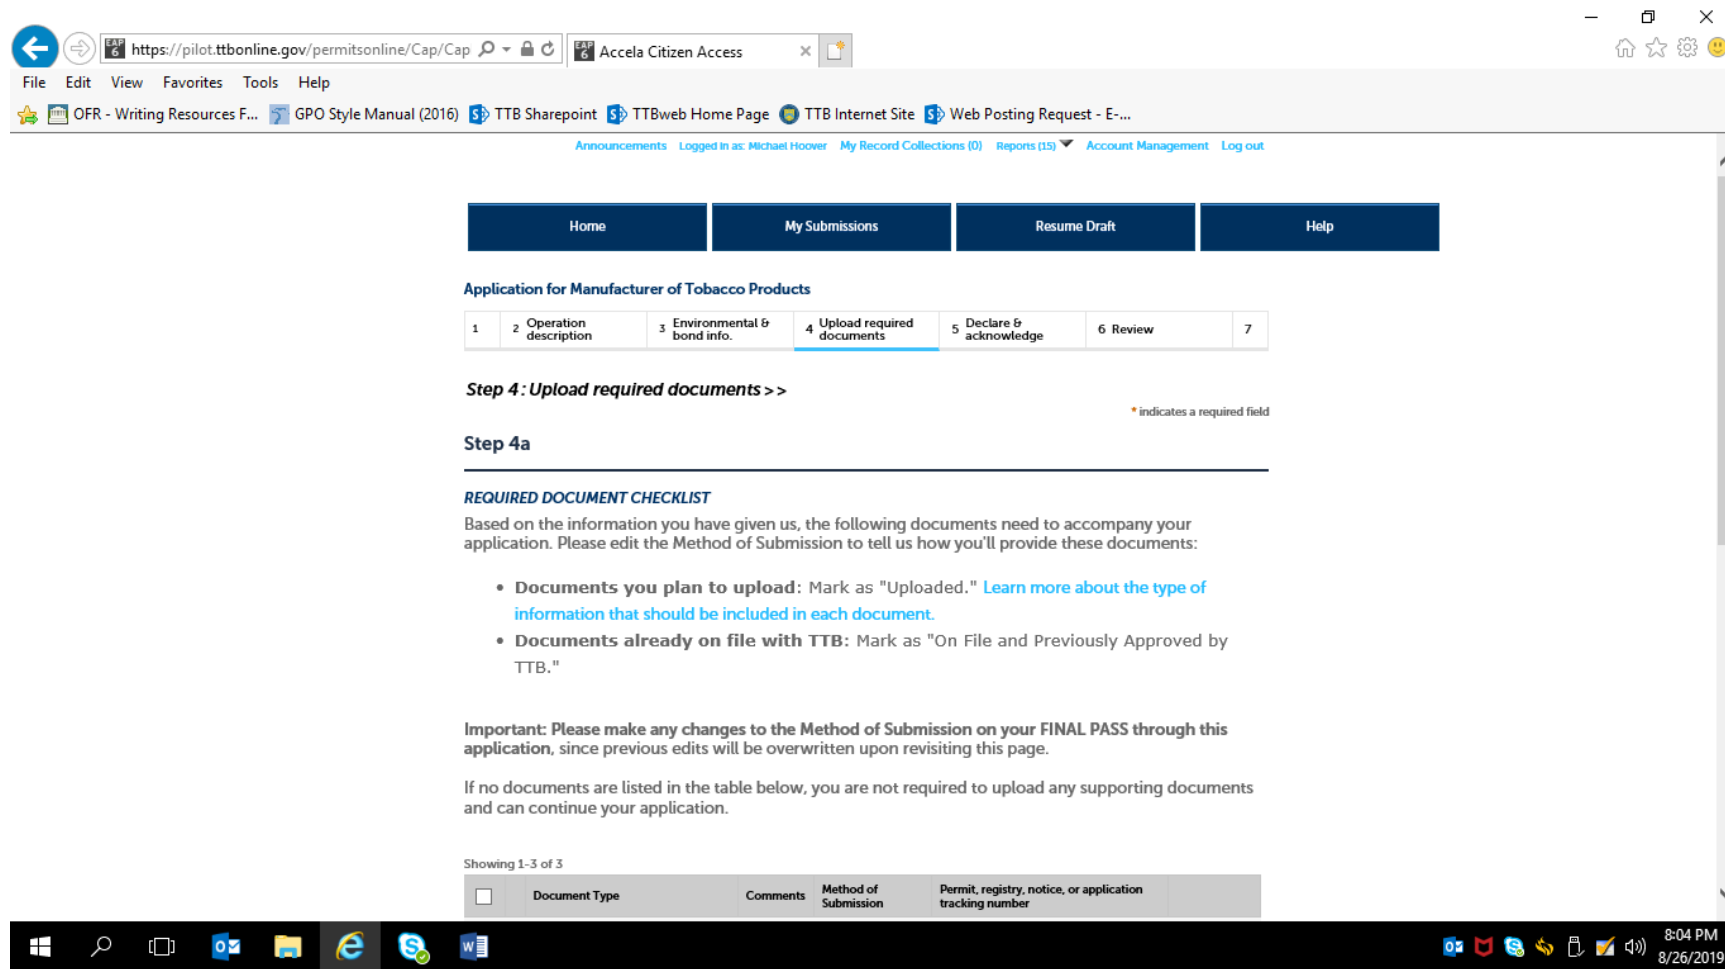 https://pilot.ttbonline.gov/permitsonline/Cap/Cap
Accela Citizen Access
File Edit View Favorites Tools Help
OFR - Writing Resources F... GPO Style Manual (2016) TTB Sharepoint TTBweb Home Page TTB Internet Site Web Posting Request - E-...
Announcements Logged in as: Michael Hoover My Record Collections (0) Reports (15) Account Management Log out
Home My Submissions Resume Draft Help
Application for Manufacturer of Tobacco Products
1 2 Operation description 3 Environmental & bond info. 4 Upload required documents 5 Declare & acknowledge 6 Review 7
Step 4: Upload required documents>>
* indicates a required field
Step 4a
REQUIRED DOCUMENT CHECKLIST
Based on the information you have given us, the following documents need to accompany your
application. Please edit the Method of Submission to tell us how you'll provide these documents:
• Documents you plan to upload: Mark as "Uploaded." Learn more about the type of
information that should be included in each document.
• Documents already on file with TTB: Mark as "On File and Previously Approved by
TTB."
Important: Please make any changes to the Method of Submission on your FINAL PASS through this
application, since previous edits will be overwritten upon revisiting this page.
If no documents are listed in the table below, you are not required to upload any supporting documents
and can continue your application.
Showing 1-3 of 3
Document Type Comments Method of Submission Permit, registry, notice, or application tracking number
8:04 PM
8/26/2019